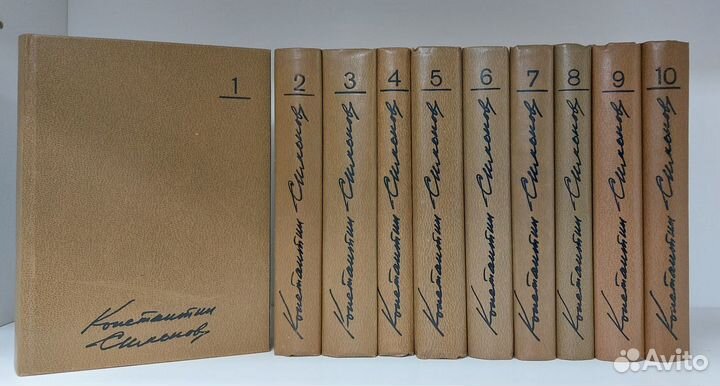 1
Константин
Симонов
2
Константин Симонов
3
Константин Симонов
4
Константин Симонов
5
Константин Симонов
6
Константин Симонов
7
Константин Симонов
8
Константин Симонов
9
Константин Симонов
10
Константин Симонов
Avito